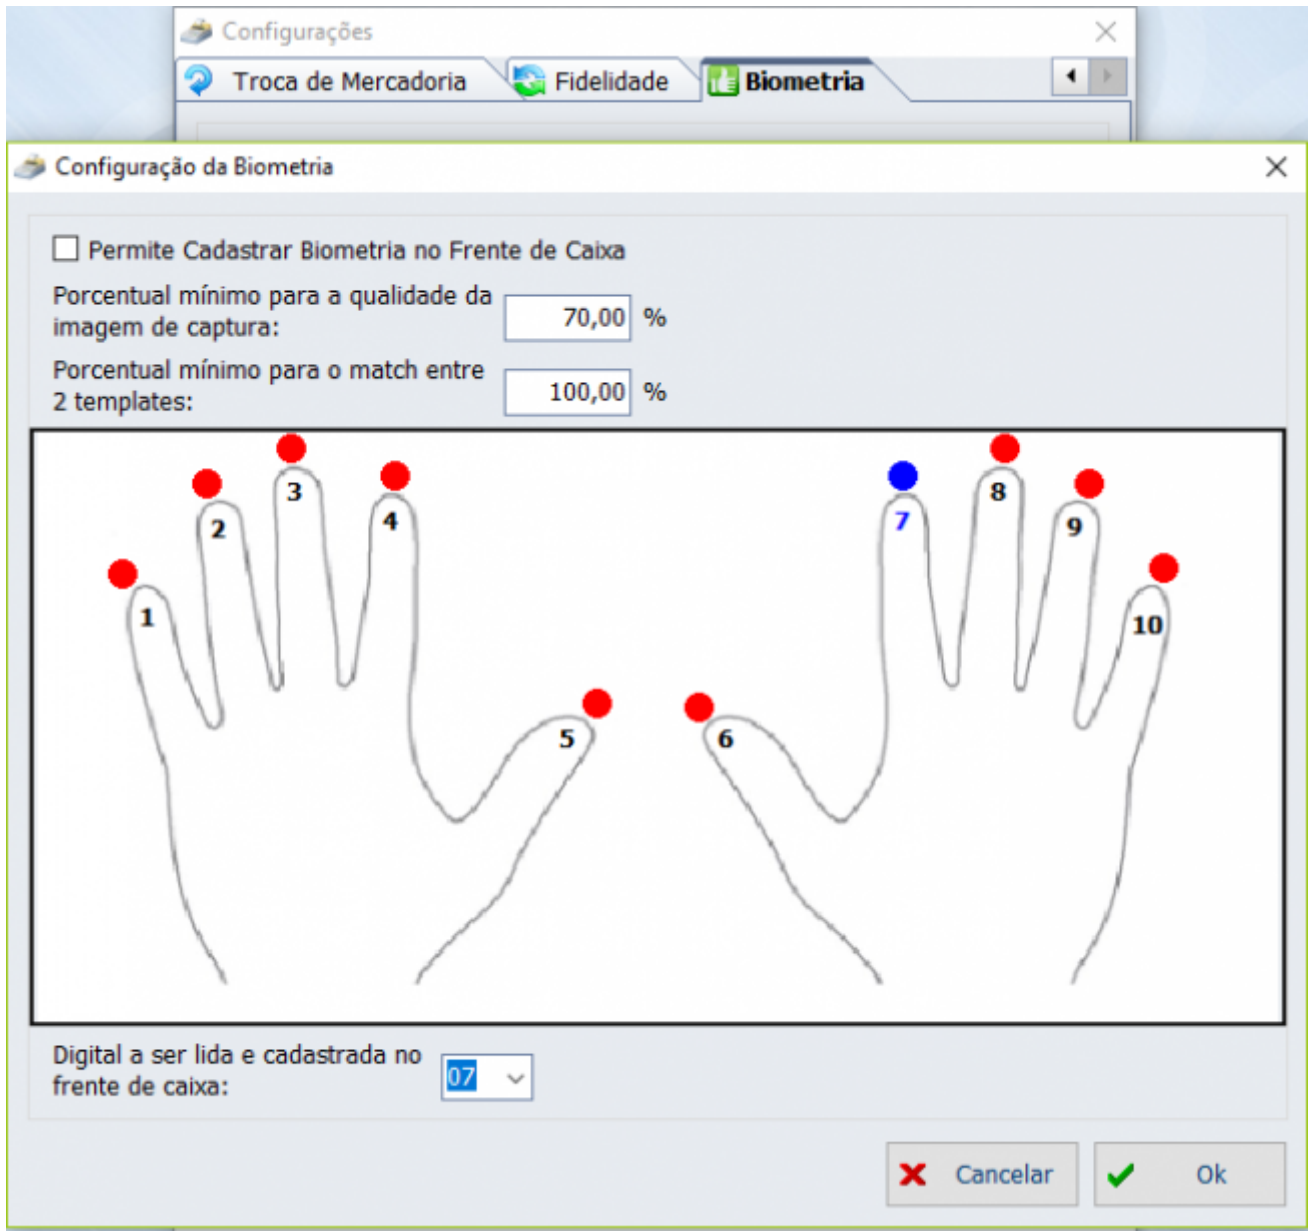 Configurações
Troca de Mercadoria Fidelidade Biometria
Configuração da Biometria
Permite Cadastrar Biometria no Frente de Caixa
Porcentual mínimo para a qualidade da
imagem de captura: 70,00 %
Porcentual mínimo para o match entre
2 templates: 100,00 %
1 2 3 4 5 6 7 8 9 10
Digital a ser lida e cadastrada no
frente de caixa: 07
Cancelar Ok